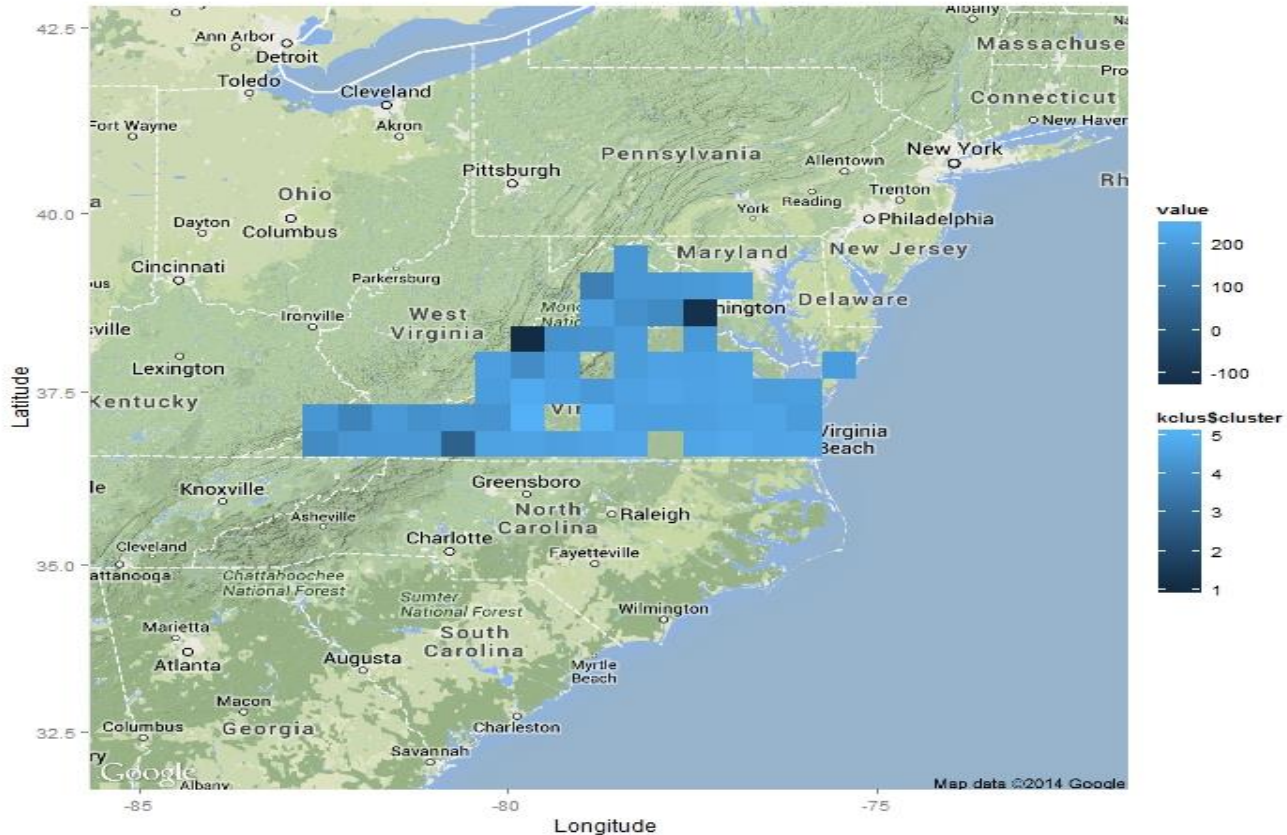 Albany
42.5
Ann Arbor
Detroit
Massachuse
Toledo
Cleveland
Connecticut
Fort Wayne
Akron
New Haven
Pennsylvania
Allentown
New York
Pittsburgh
Ohio
Trenton
Reading
York
40.0
Dayton
Columbus
Philadelphia
Maryland
New Jersey
Cincinnati
Parkersburg
Delaware
West
Virginia
Ironville
nington
sville
Lexington
37.5
Kentucky
Vir
Virginia
Beach
Greensboro
Knoxville
North
Carolina
Raleigh
Asheville
Charlotte
Cleveland
Fayetteville
35.0
attanooga
Chattahoochee
National Forest
Sumter
National Forest
Wilmington
Marietta
South
Carolina
Atlanta
Augusta
Myrtle
Beach
Macon
Columbus
Georgia
Charleston
32.5
Savannah
Google
Albany
Map data ©2014 Google
-85
-80
-75
Longitude
Latitude
value
200
100
0
-100
kclus$cluster
5
4
3
2
1